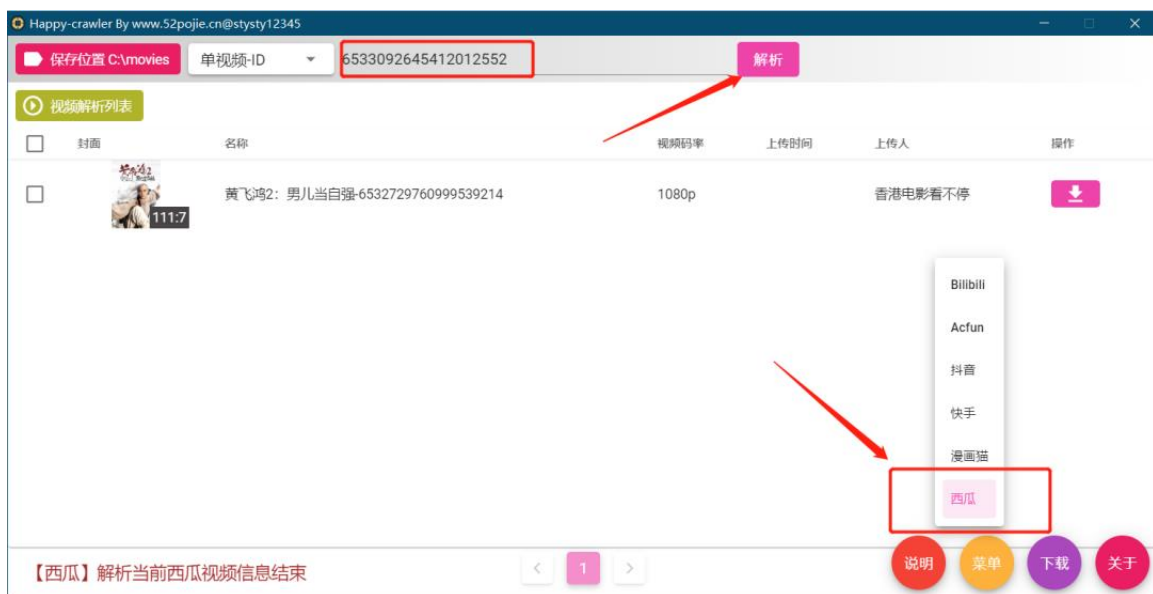 Happy-crawler By www.52pojie.cn@stysty12345
保存位置 C:\movies 单视频-ID 6533092645412012552 解析
视频解析列表
封面 名称 视频码率 上传时间 上传人 操作
111:7 黄飞鸿2：男儿当自强-6532729760999539214 1080p 香港电影看不停
Bilibili
Acfun
抖音
快手
漫画猫
西瓜
【西瓜】解析当前西瓜视频信息结束 < 1 > 说明 菜单 下载 关于